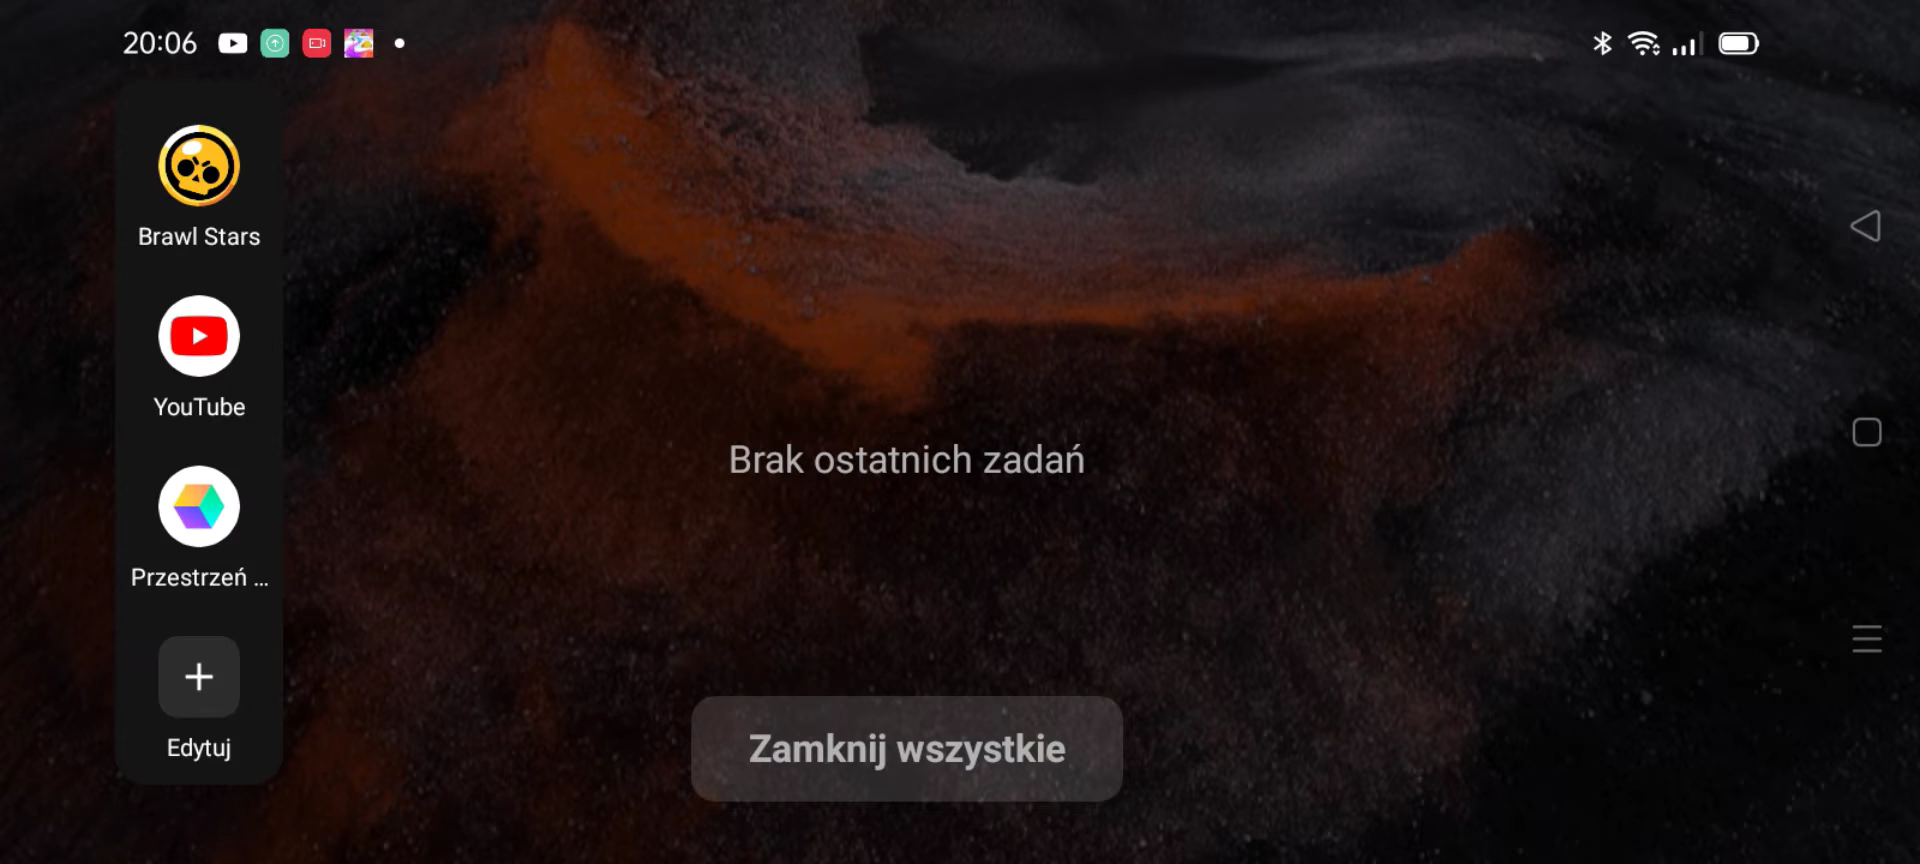 20:06
Brawl Stars
YouTube
Przestrzeń ...
Edytuj
Brak ostatnich zadań
Zamknij wszystkie